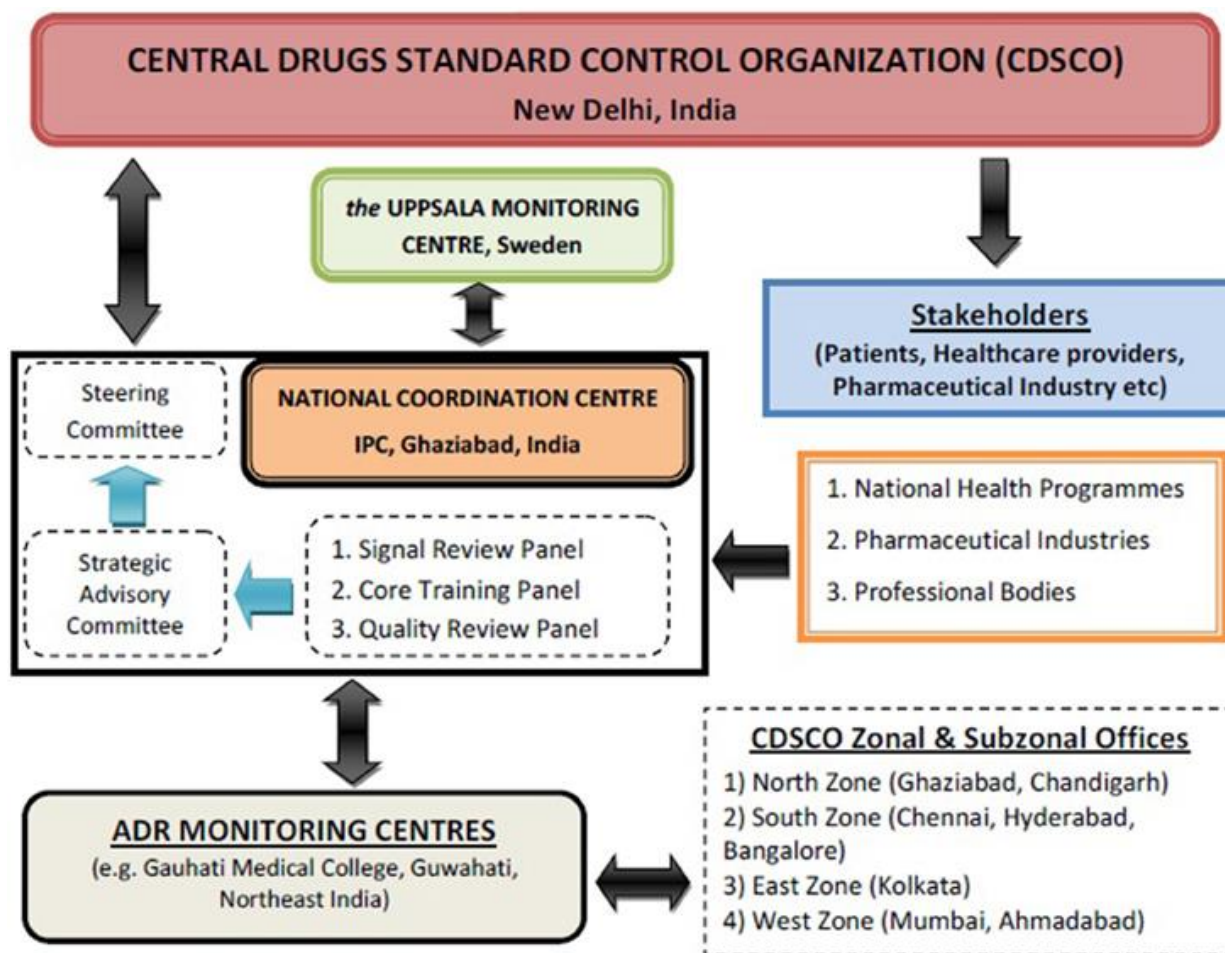 CENTRAL DRUGS STANDARD CONTROL ORGANIZATION (CDSCO)
New Delhi, India
the UPPSALA MONITORING
CENTRE, Sweden
Stakeholders
(Patients, Healthcare providers,
Pharmaceutical Industry etc)
Steering
Committee
NATIONAL COORDINATION CENTRE
IPC, Ghaziabad, India
Strategic
Advisory
Committee
1. Signal Review Panel
2. Core Training Panel
3. Quality Review Panel
1. National Health Programmes
2. Pharmaceutical Industries
3. Professional Bodies
ADR MONITORING CENTRES
(e.g. Gauhati Medical College, Guwahati,
Northeast India)
CDSCO Zonal & Subzonal Offices
1) North Zone (Ghaziabad, Chandigarh)
2) South Zone (Chennai, Hyderabad,
Bangalore)
3) East Zone (Kolkata)
4) West Zone (Mumbai, Ahmadabad)